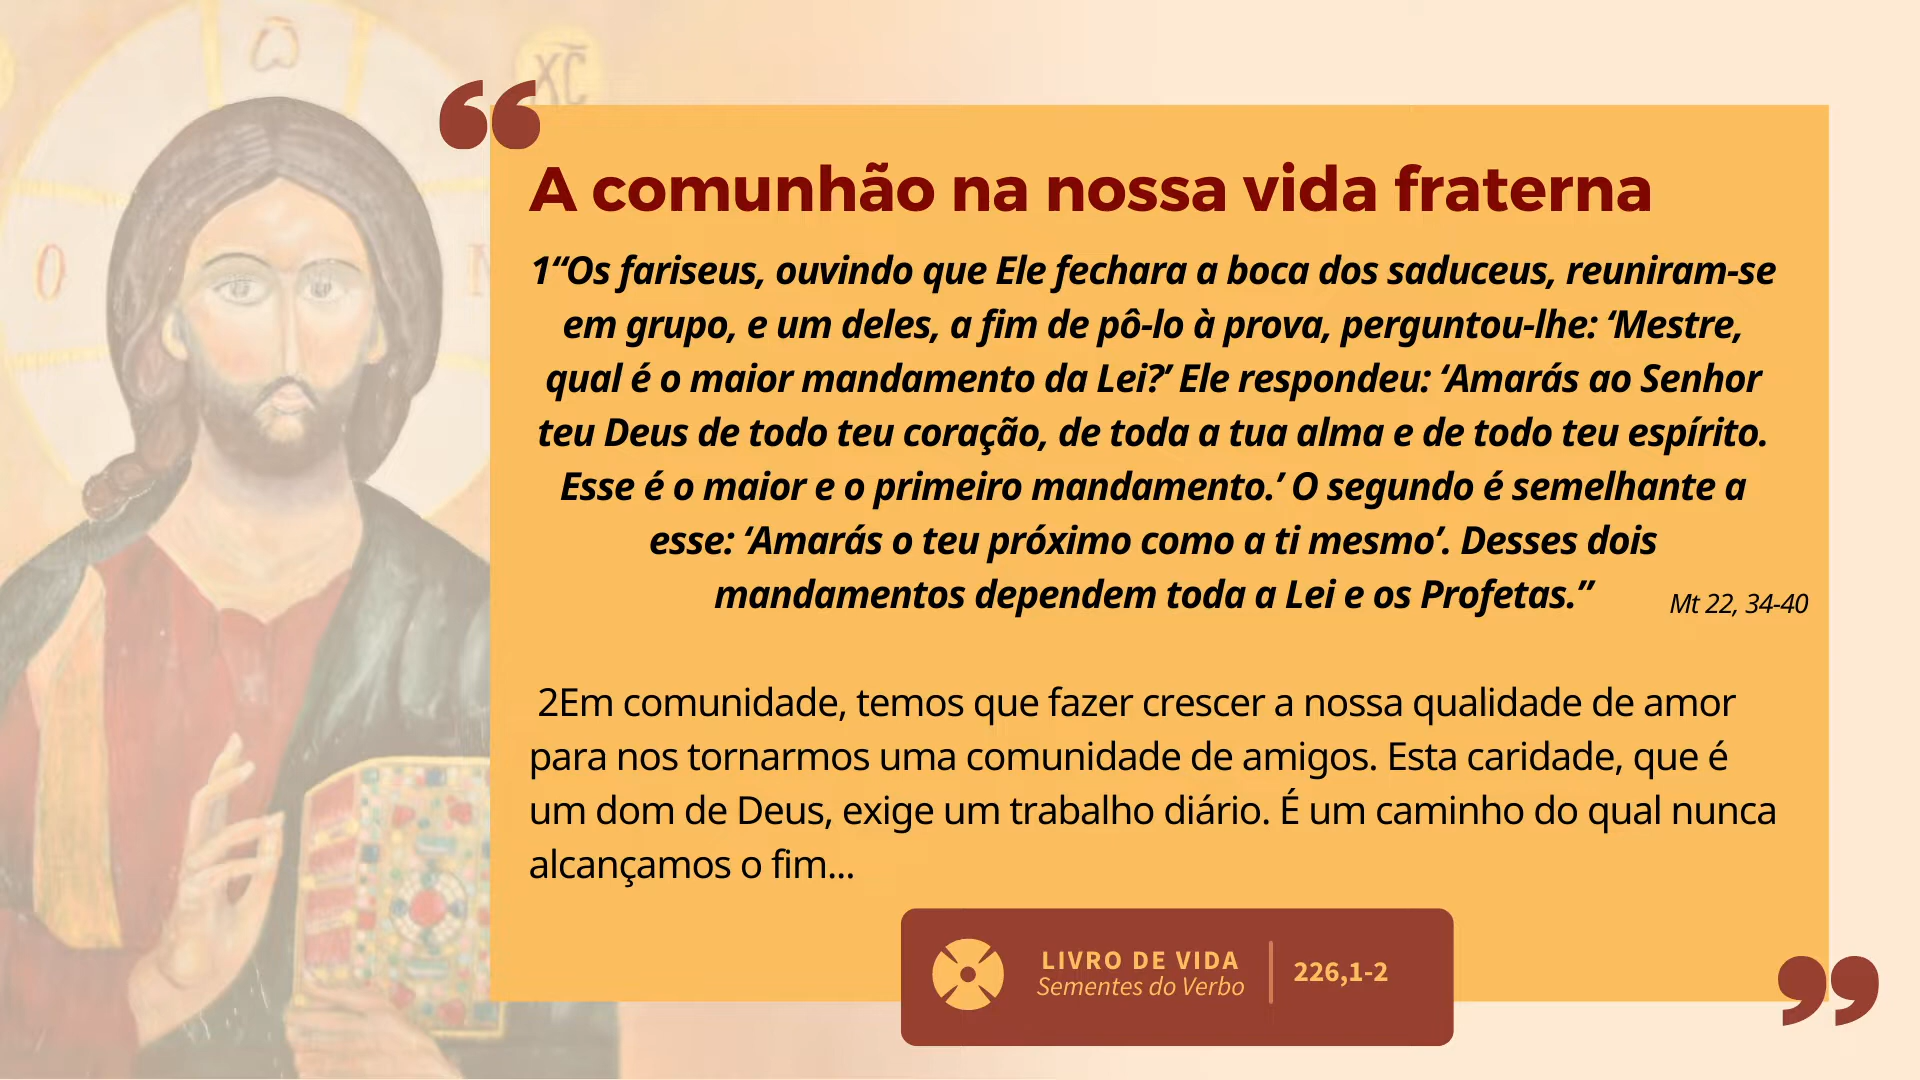 Ω
XC
O
“
A comunhão na nossa vida fraterna
1“Os fariseus, ouvindo que Ele fechara a boca dos saduceus, reuniram-se
em grupo, e um deles, a fim de pô-lo à prova, perguntou-lhe: ‘Mestre,
qual é o maior mandamento da Lei?’ Ele respondeu: ‘Amarás ao Senhor
teu Deus de todo teu coração, de toda a tua alma e de todo teu espírito.
Esse é o maior e o primeiro mandamento.’ O segundo é semelhante a
esse: ‘Amarás o teu próximo como a ti mesmo’. Desses dois
mandamentos dependem toda a Lei e os Profetas.”
Mt 22, 34-40
2Em comunidade, temos que fazer crescer a nossa qualidade de amor
para nos tornarmos uma comunidade de amigos. Esta caridade, que é
um dom de Deus, exige um trabalho diário. É um caminho do qual nunca
alcançamos o fim...
LIVRO DE VIDA
Sementes do Verbo
226,1-2
”